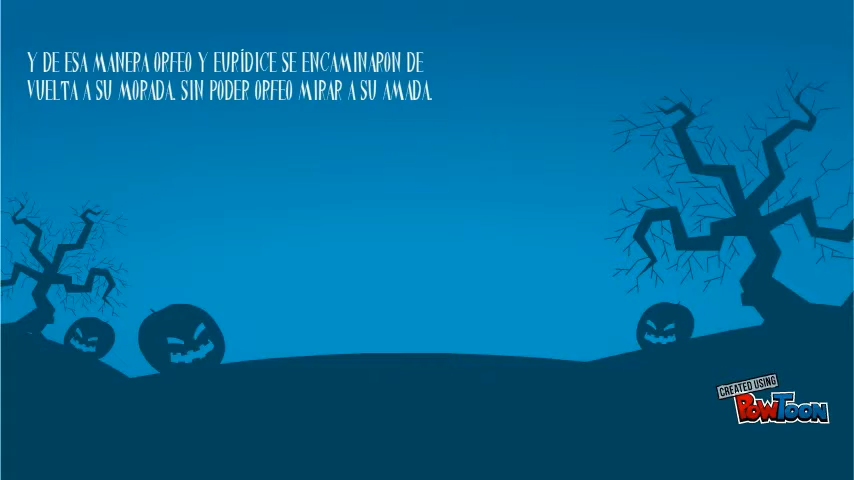 Y DE ESA MANERA ORFEO Y EURÍDICE SE ENCAMINARON DE
VUELTA A SU MORADA. SIN PODER ORFEO MIRAR A SU AMADA.
CREATED USING
POWTOON